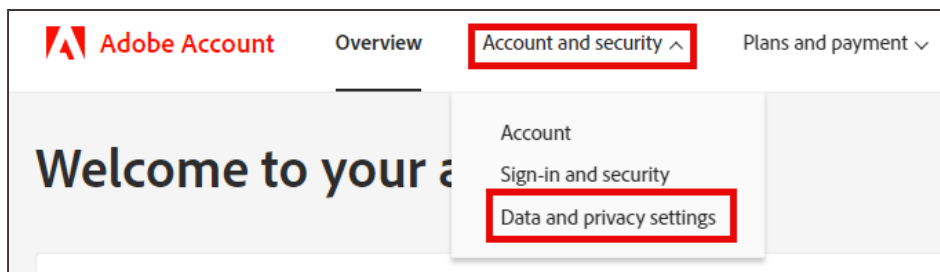 Adobe Account Overview Account and security Plans and payment
Account
Welcome to your a
Sign-in and security
Data and privacy settings